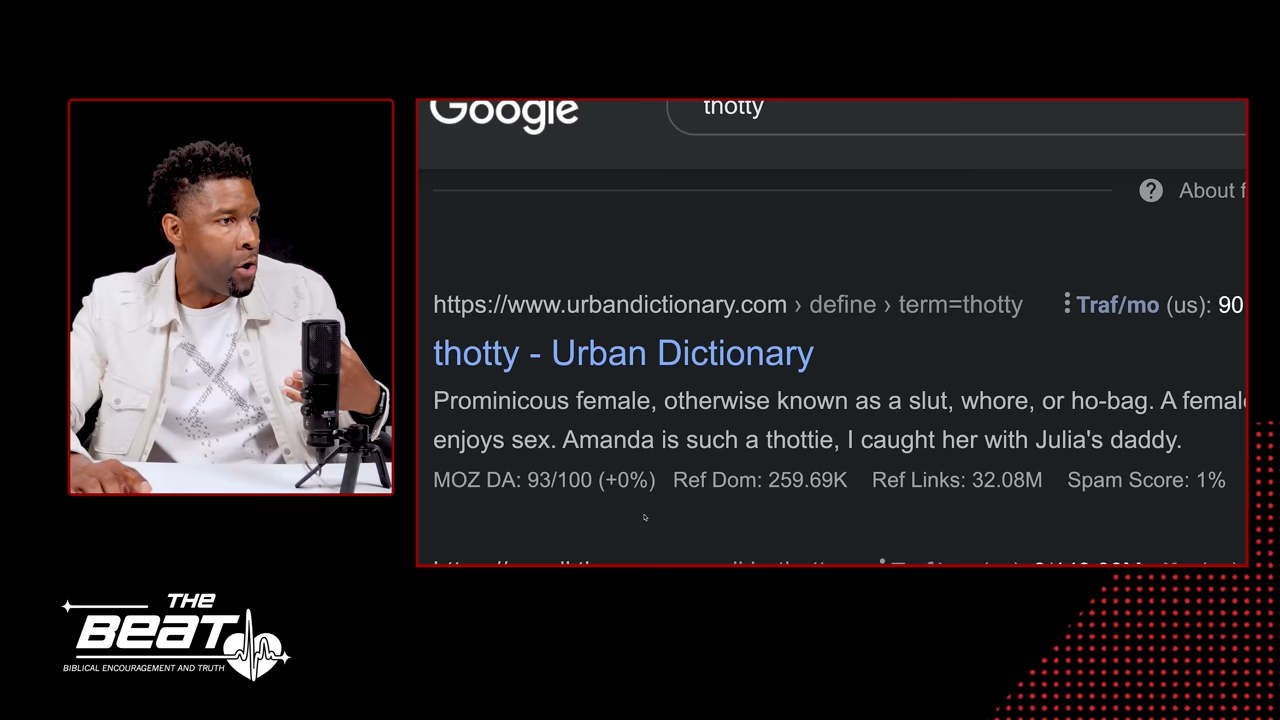 Google
thotty
About f
https://www.urbandictionary.com › define › term=thotty
Traf/mo (us): 90
thotty - Urban Dictionary
Prominicous female, otherwise known as a slut, whore, or ho-bag. A female
enjoys sex. Amanda is such a thottie, I caught her with Julia's daddy.
MOZ DA: 93/100 (+0%) Ref Dom: 259.69K Ref Links: 32.08M Spam Score: 1%
THE
BEAT
BIBLICAL ENCOURAGEMENT AND TRUTH